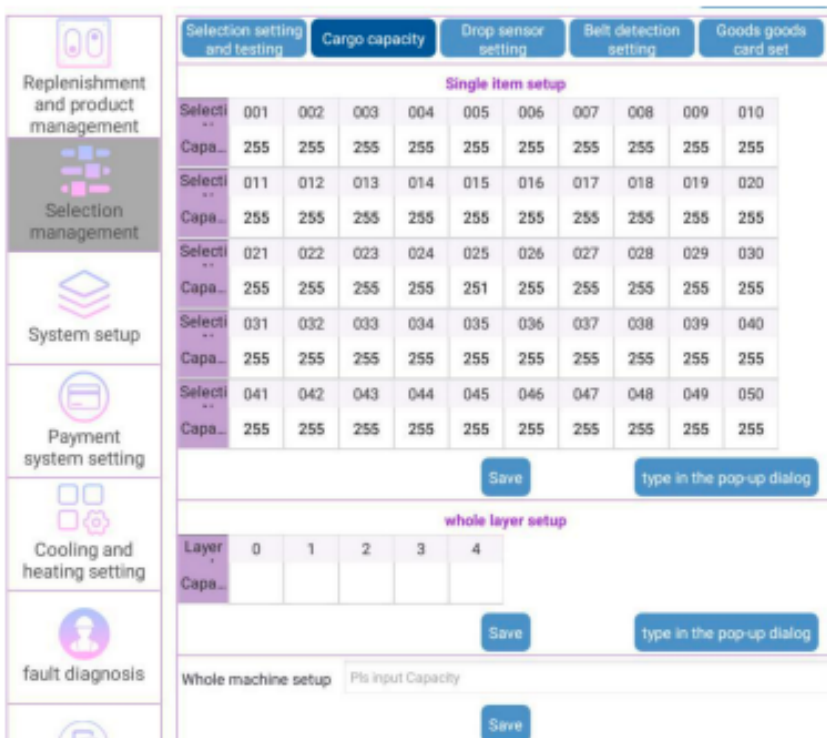 Selection setting and testing
Cargo capacity
Drop sensor setting
Belt detection setting
Goods goods card set
Replenishment and product management
Selection management
System setup
Payment system setting
Cooling and heating setting
fault diagnosis
Single item setup
Selecti 001 002 003 004 005 006 007 008 009 010
Capa... 255 255 255 255 255 255 255 255 255 255
Selecti 011 012 013 014 015 016 017 018 019 020
Capa... 255 255 255 255 255 255 255 255 255 255
Selecti 021 022 023 024 025 026 027 028 029 030
Capa... 255 255 255 255 251 255 255 255 255 255
Selecti 031 032 033 034 035 036 037 038 039 040
Capa... 255 255 255 255 255 255 255 255 255 255
Selecti 041 042 043 044 045 046 047 048 049 050
Capa... 255 255 255 255 255 255 255 255 255 255
Save
type in the pop-up dialog
whole layer setup
Layer 0 1 2 3 4
Capa...
Save
type in the pop-up dialog
Whole machine setup
Pls input Capacity
Save